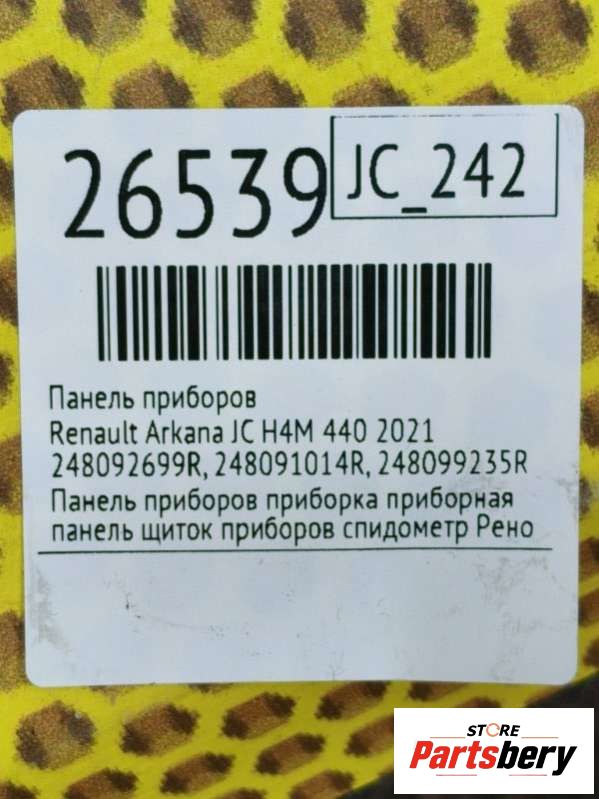 26539
JC_242
Панель приборов
Renault Arkana JC H4M 440 2021
248092699R, 248091014R, 248099235R
Панель приборов приборка приборная
панель щиток приборов спидометр Рено
STORE
Partsbery